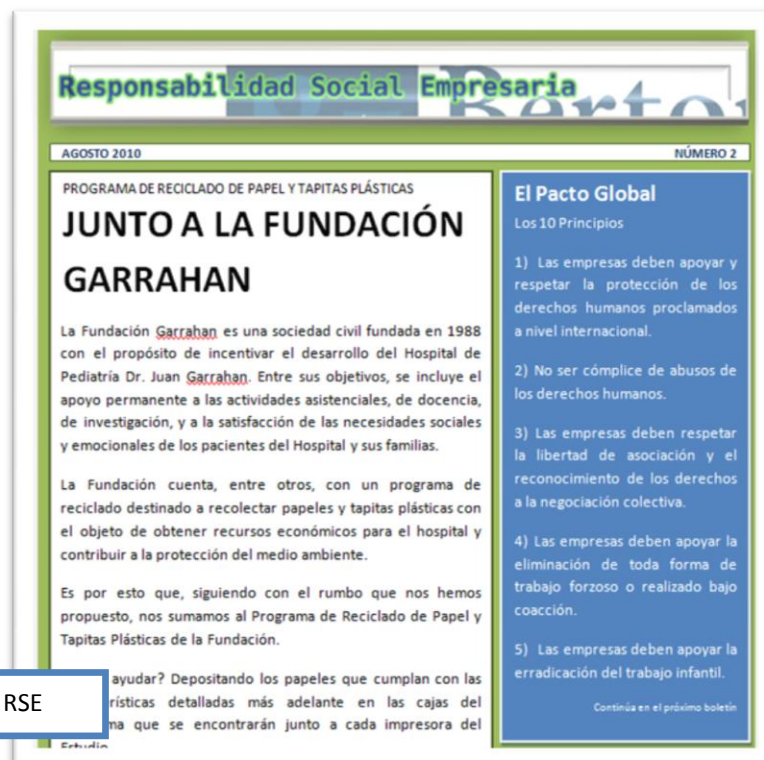 Responsabilidad Social Empresaria
AGOSTO 2010
NÚMERO 2
PROGRAMA DE RECICLADO DE PAPEL Y TAPITAS PLÁSTICAS
JUNTO A LA FUNDACIÓN
GARRAHAN
La Fundación Garrahan es una sociedad civil fundada en 1988
con el propósito de incentivar el desarrollo del Hospital de
Pediatría Dr. Juan Garrahan. Entre sus objetivos, se incluye el
apoyo permanente a las actividades asistenciales, de docencia,
de investigación, y a la satisfacción de las necesidades sociales
y emocionales de los pacientes del Hospital y sus familias.
La Fundación cuenta, entre otros, con un programa de
reciclado destinado a recolectar papeles y tapitas plásticas con
el objeto de obtener recursos económicos para el hospital y
contribuir a la protección del medio ambiente.
Es por esto que, siguiendo con el rumbo que nos hemos
propuesto, nos sumamos al Programa de Reciclado de Papel y
Tapitas Plásticas de la Fundación.
ayudar? Depositando los papeles que cumplan con las
rísticas detalladas más adelante en las cajas del
ma que se encontrarán junto a cada impresora del
Estudio
RSE
El Pacto Global
Los 10 Principios
1) Las empresas deben apoyar y
respetar la protección de los
derechos humanos proclamados
a nivel internacional.
2) No ser cómplice de abusos de
los derechos humanos.
3) Las empresas deben respetar
la libertad de asociación y el
reconocimiento de los derechos
a la negociación colectiva.
4) Las empresas deben apoyar la
eliminación de toda forma de
trabajo forzoso o realizado bajo
coacción.
5) Las empresas deben apoyar la
erradicación del trabajo infantil.
Continúa en el próximo boletín